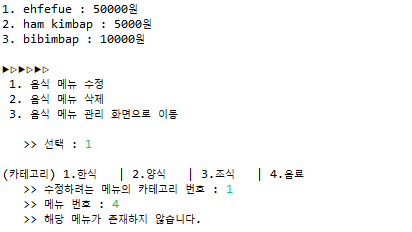 1. ehfefue : 50000원
2. ham kimbap : 5000원
3. bibimbap : 10000원
▶▷▶▷▶▷
1. 음식 메뉴 수정
2. 음식 메뉴 삭제
3. 음식 메뉴 관리 화면으로 이동
>> 선택 : 1
(카테고리) 1.한식 | 2.양식 | 3.조식 | 4.음료
>> 수정하려는 메뉴의 카테고리 번호 : 1
>> 메뉴 번호 : 4
>> 해당 메뉴가 존재하지 않습니다.